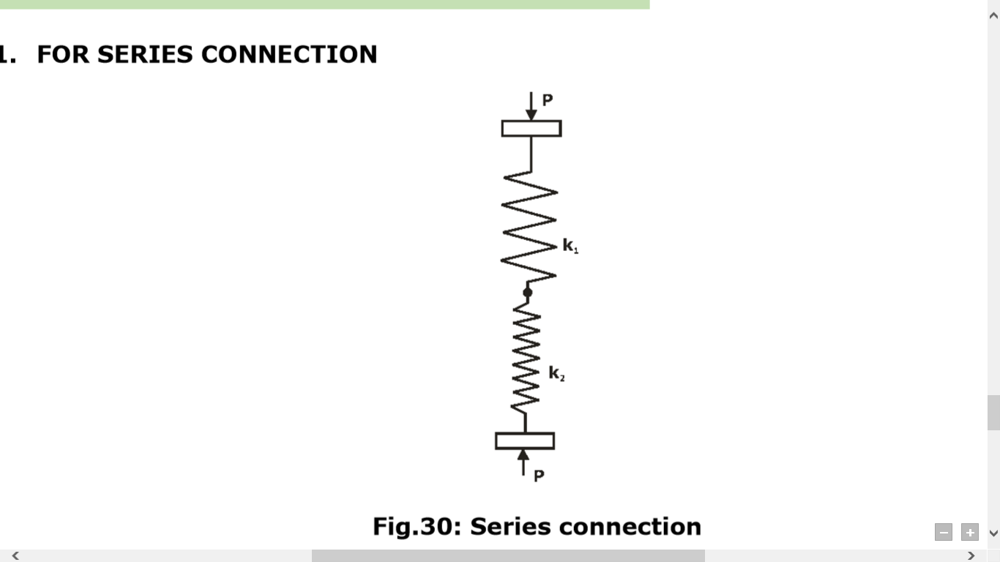 1. FOR SERIES CONNECTION
P
k₁
k₂
P
Fig.30: Series connection